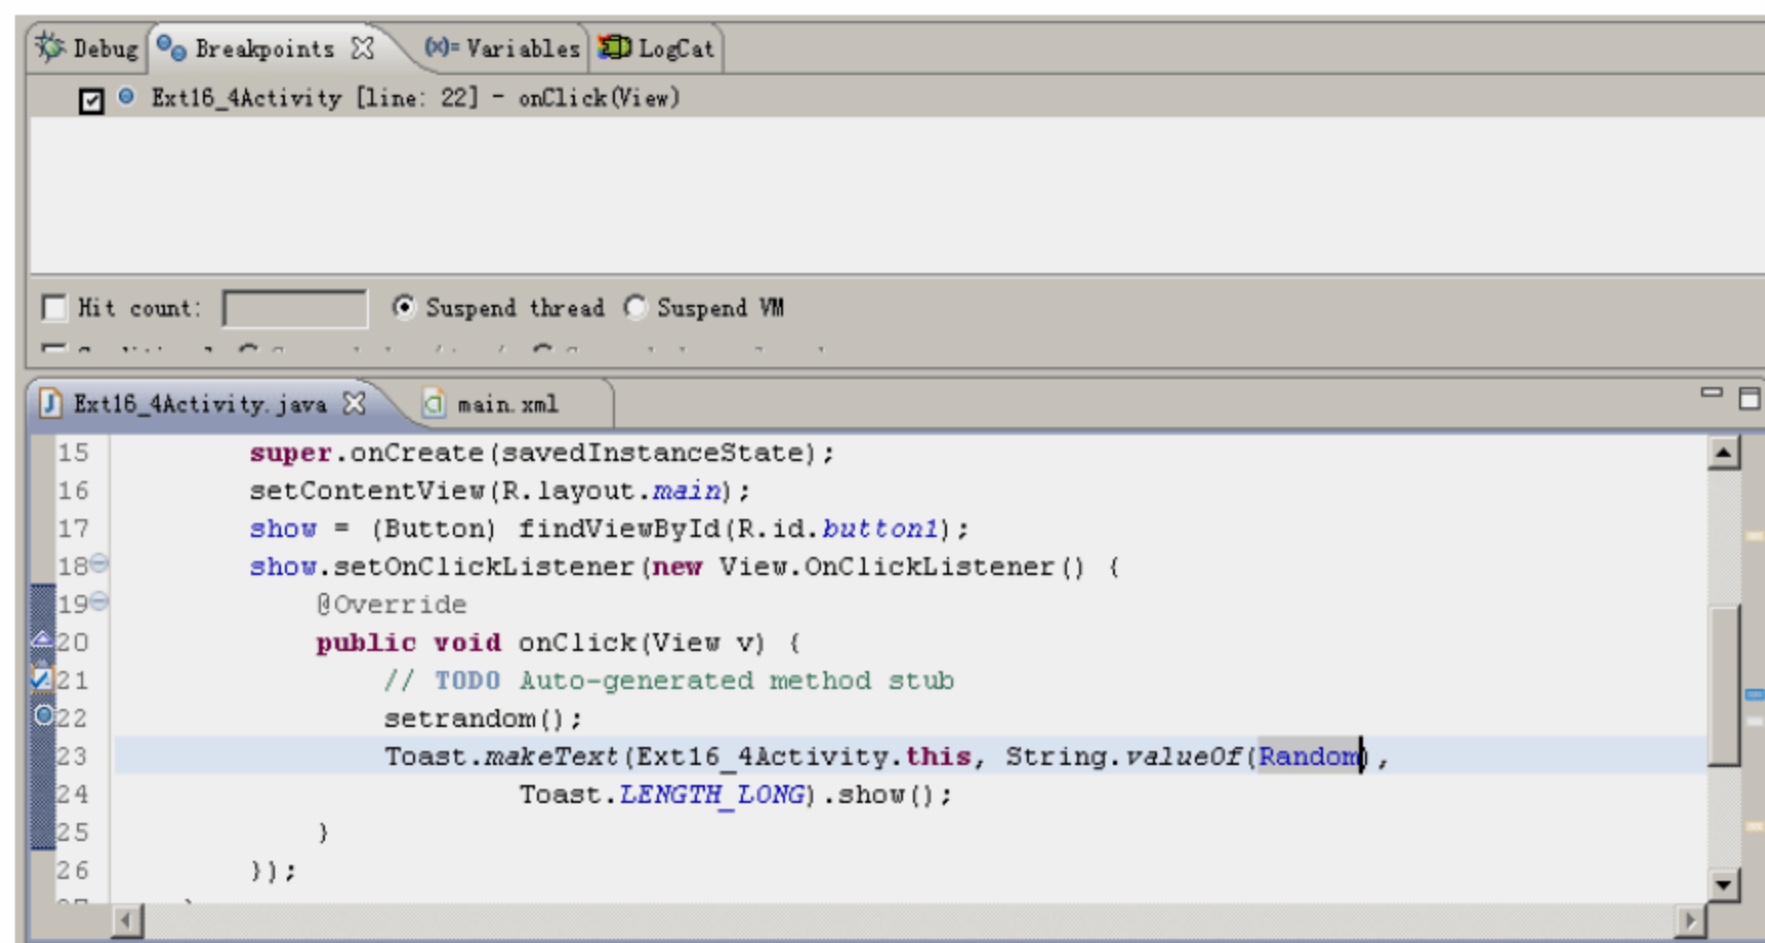 Debug Breakpoints (x)= Variables LogCat
Ext16_4Activity [line: 22] - onClick(View)
Hit count: Suspend thread Suspend VM
Ext16_4Activity.java main.xml
15 super.onCreate(savedInstanceState);
16 setContentView(R.layout.main);
17 show = (Button) findViewById(R.id.button1);
18 show.setOnClickListener(new View.OnClickListener() {
19 @Override
20 public void onClick(View v) {
21 // TODO Auto-generated method stub
22 setrandom();
23 Toast.makeText(Ext16_4Activity.this, String.valueOf(Random),
24 Toast.LENGTH_LONG).show();
25 }
26 });